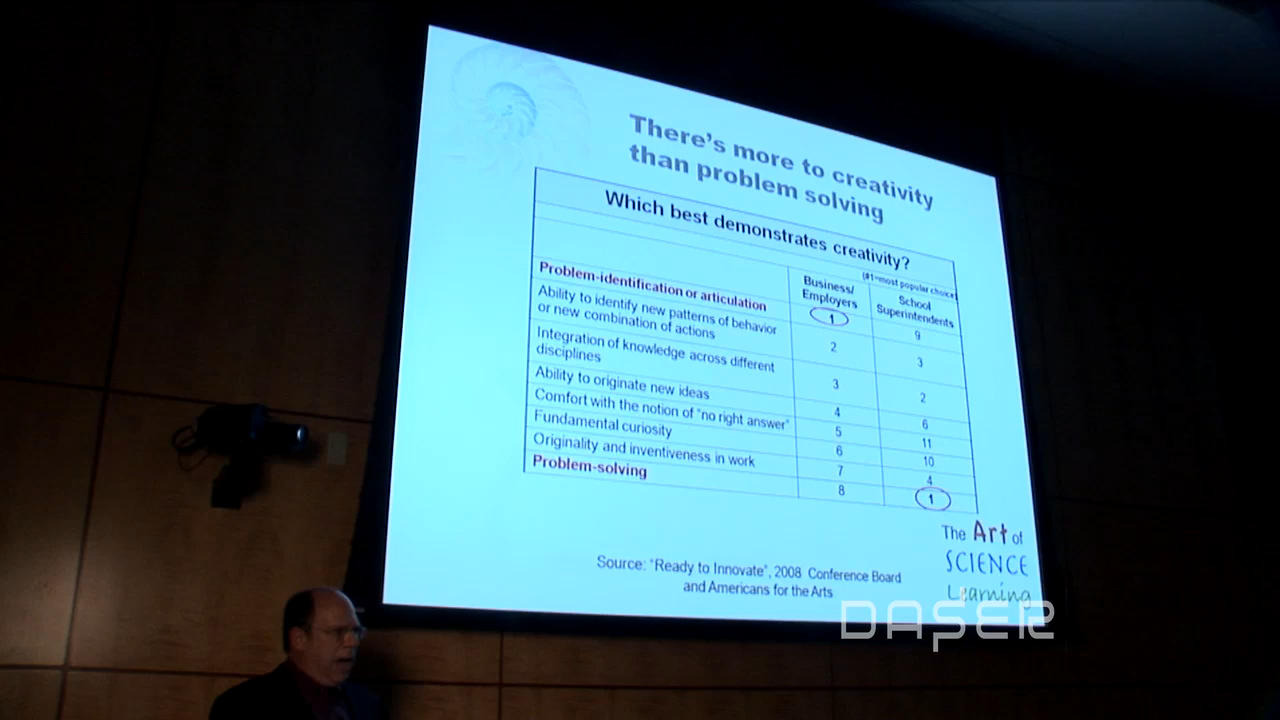 There's more to creativity
than problem solving
Which best demonstrates creativity?
(#1=most popular choice)
Business/
Employers
School
Superintendents
Problem-identification or articulation 1 9
Ability to identify new patterns of behavior
or new combination of actions 2 3
Integration of knowledge across different
disciplines 3 2
Ability to originate new ideas 4 6
Comfort with the notion of "no right answer" 5 11
Fundamental curiosity 6 10
Originality and inventiveness in work 7 4
Problem-solving 8 1
Source: "Ready to Innovate", 2008 Conference Board
and Americans for the Arts
The Art of
SCIENCE
Learning
DASER